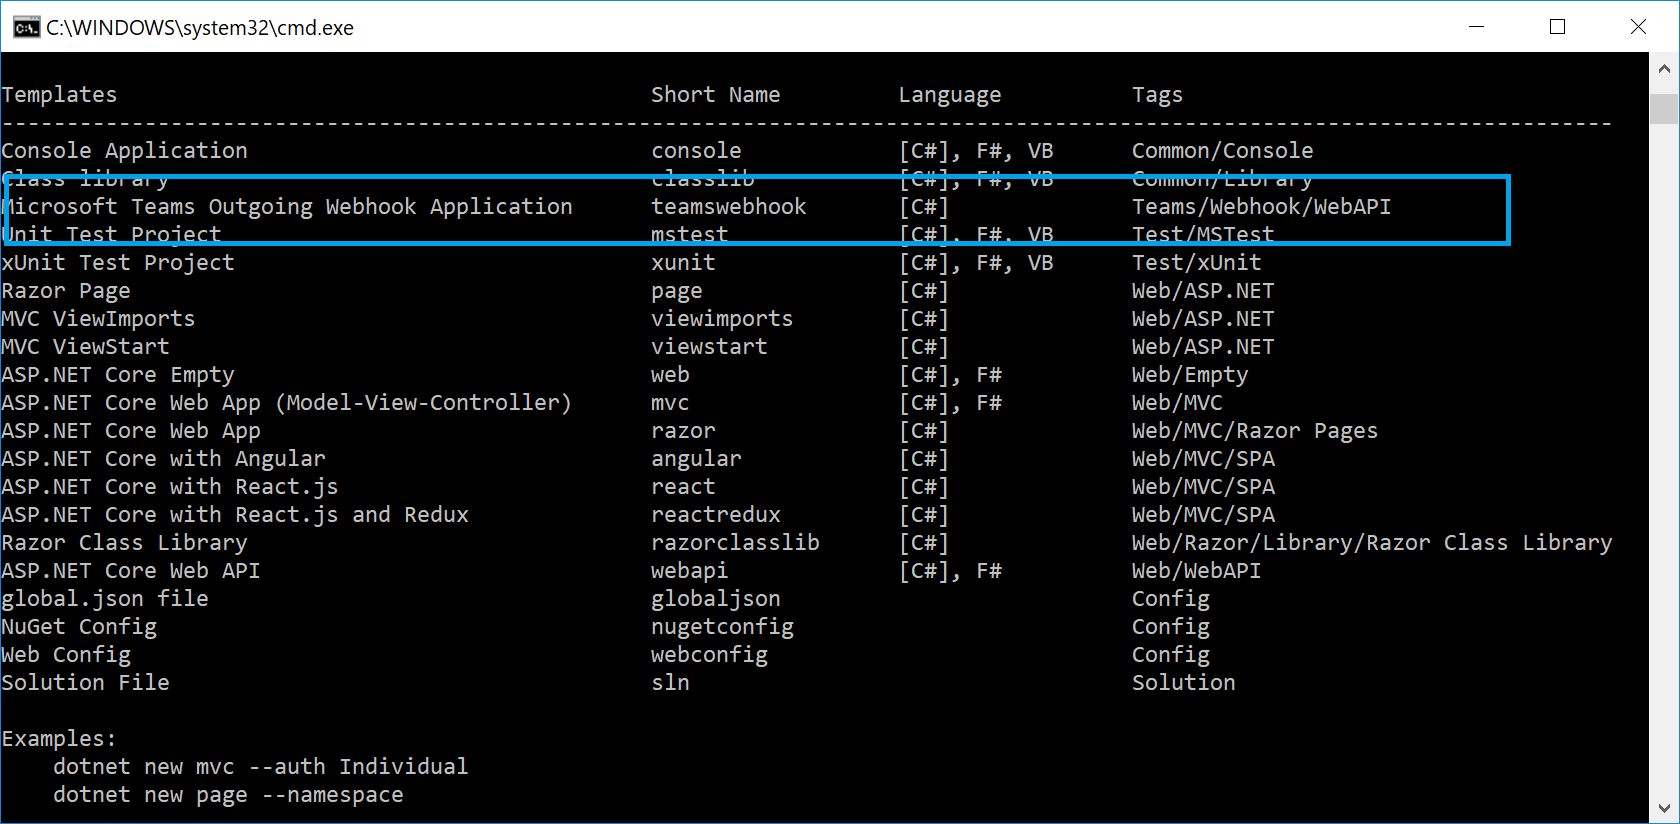 C:\WINDOWS\system32\cmd.exe
Templates Short Name Language Tags
----------------------------------------------------------------------------------------------------------------------------
Console Application console [C#], F#, VB Common/Console
Class library classlib [C#], F#, VB Common/Library
Microsoft Teams Outgoing Webhook Application teamswebhook [C#] Teams/Webhook/WebAPI
Unit Test Project mstest [C#], F#, VB Test/MSTest
xUnit Test Project xunit [C#], F#, VB Test/xUnit
Razor Page page [C#] Web/ASP.NET
MVC ViewImports viewimports [C#] Web/ASP.NET
MVC ViewStart viewstart [C#] Web/ASP.NET
ASP.NET Core Empty web [C#], F# Web/Empty
ASP.NET Core Web App (Model-View-Controller) mvc [C#], F# Web/MVC
ASP.NET Core Web App razor [C#] Web/MVC/Razor Pages
ASP.NET Core with Angular angular [C#] Web/MVC/SPA
ASP.NET Core with React.js react [C#] Web/MVC/SPA
ASP.NET Core with React.js and Redux reactredux [C#] Web/MVC/SPA
Razor Class Library razorclasslib [C#] Web/Razor/Library/Razor Class Library
ASP.NET Core Web API webapi [C#], F# Web/WebAPI
global.json file globaljson Config
NuGet Config nugetconfig Config
Web Config webconfig Config
Solution File sln Solution
Examples:
dotnet new mvc --auth Individual
dotnet new page --namespace